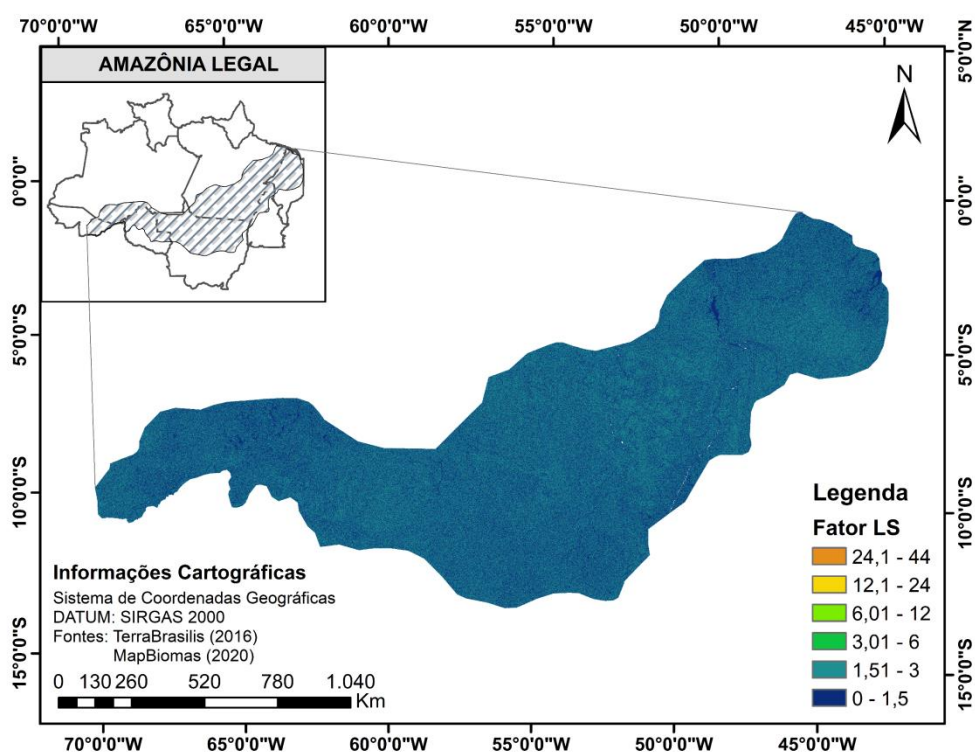 70°0'0"W 65°0'0"W 60°0'0"W 55°0'0"W 50°0'0"W 45°0'0"W
AMAZÔNIA LEGAL
N
5°0'0"N
0°0'0"
0°0'0"
5°0'0"S
5°0'0"S
10°0'0"S
10°0'0"S
15°0'0"S
15°0'0"S
Legenda
Fator LS
24,1 - 44
12,1 - 24
6,01 - 12
3,01 - 6
1,51 - 3
0 - 1,5
Informações Cartográficas
Sistema de Coordenadas Geográficas
DATUM: SIRGAS 2000
Fontes: TerraBrasilis (2016)
MapBiomas (2020)
0 130 260 520 780 1.040
Km
70°0'0"W 65°0'0"W 60°0'0"W 55°0'0"W 50°0'0"W 45°0'0"W